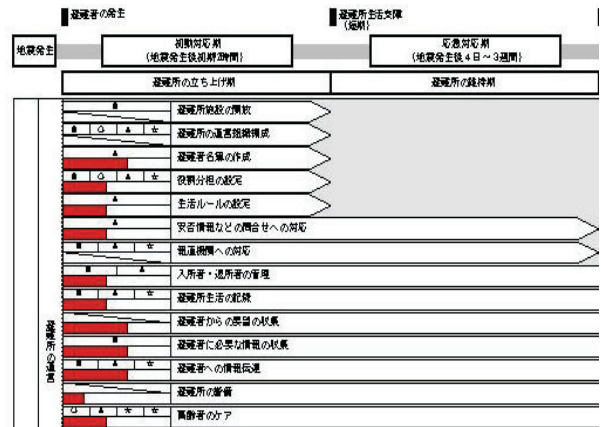 避難者の発生
避難所生活支障
(短期)
地震発生
初動対応期
(地震発生後初期72時間)
応急対応期
(地震発生後4日～3週間)
避難所の立ち上げ期
避難所の維持期
避難所の運営
避難所施設の開放
避難所の運営組織構成
避難者名簿の作成
役割分担の設定
生活ルールの設定
安否情報などの問合せへの対応
報道機関への対応
入所者・退所者の管理
避難所生活の記録
避難者からの要望の収集
避難者に必要な情報の収集
避難者への情報伝達
避難所の警備
高齢者のケア